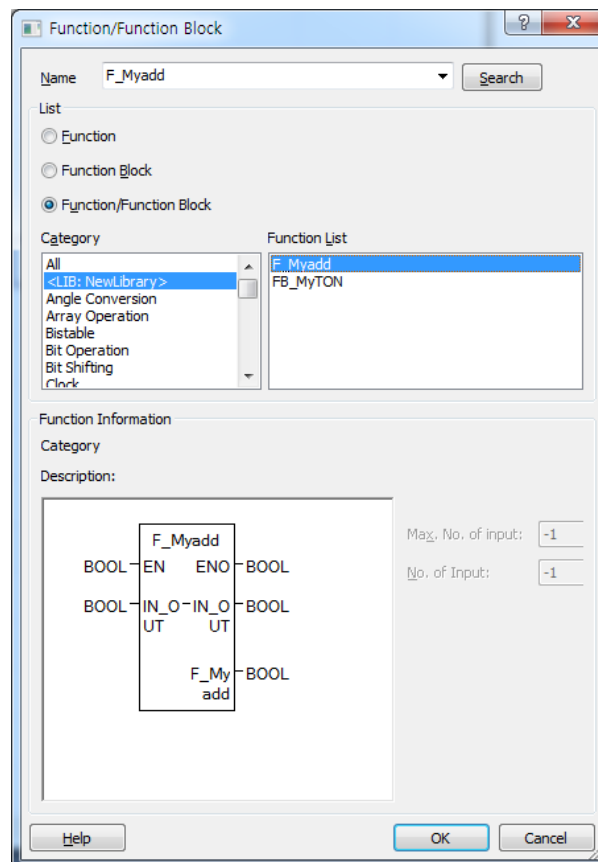 Function/Function Block
Name F_Myadd Search
List
Function
Function Block
Function/Function Block
Category
All
<LIB: NewLibrary>
Angle Conversion
Array Operation
Bistable
Bit Operation
Bit Shifting
Clock
Function List
F_Myadd
FB_MyTON
Function Information
Category
Description:
F_Myadd
BOOL EN ENO BOOL
BOOL IN_O IN_O BOOL
UT UT
F_My BOOL
add
Max, No. of input: -1
No. of Input: -1
Help OK Cancel